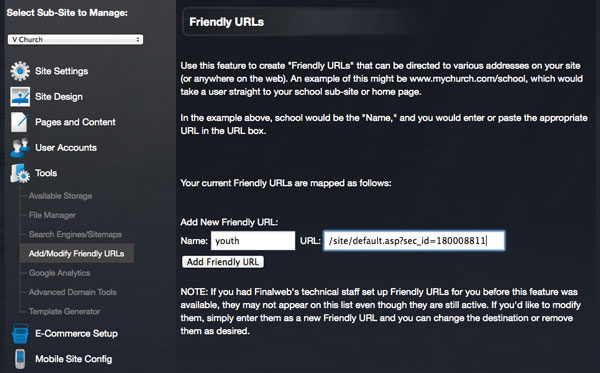 Select Sub-Site to Manage:
V Church
Site Settings
Site Design
Pages and Content
User Accounts
Tools
Available Storage
File Manager
Search Engines/Sitemaps
Add/Modify Friendly URLs
Google Analytics
Advanced Domain Tools
Template Generator
E-Commerce Setup
Mobile Site Config
Friendly URLs
Use this feature to create "Friendly URLs" that can be directed to various addresses on your site
(or anywhere on the web). An example of this might be www.mychurch.com/school, which would
take a user straight to your school sub-site or home page.
In the example above, school would be the "Name," and you would enter or paste the appropriate
URL in the URL box.
Your current Friendly URLs are mapped as follows:
Add New Friendly URL:
Name: youth URL: /site/default.asp?sec_id=180008811
Add Friendly URL
NOTE: If you had Finalweb's technical staff set up Friendly URLs for you before this feature was
available, they may not appear on this list even though they are still active. If you'd like to modify
them, simply enter them as a new Friendly URL and you can change the destination or remove
them as desired.